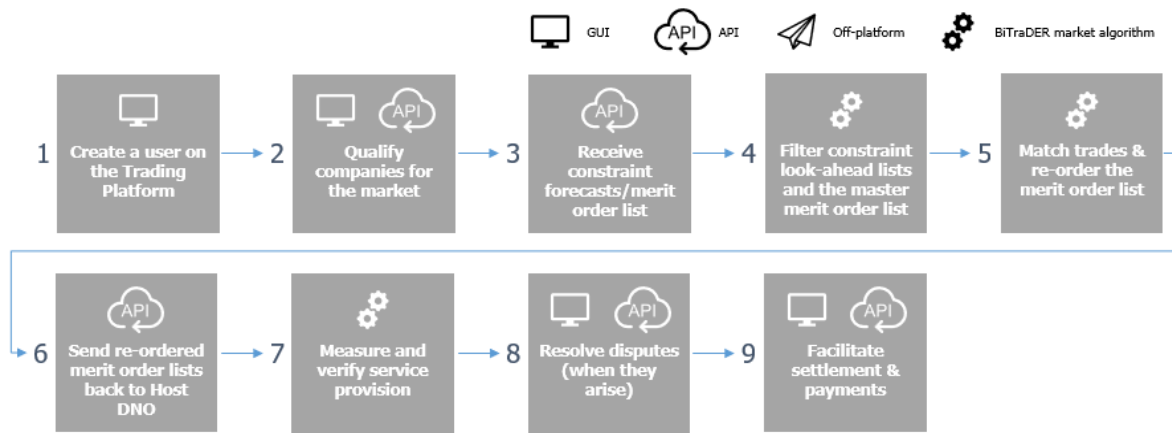 GUI
API
API
Off-platform
BiTraDER market algorithm
1
Create a user on
the Trading
Platform
2
API
Qualify
companies for
the market
3
API
Receive
constraint
forecasts/merit
order list
4
Filter constraint
look-ahead lists
and the master
merit order list
5
Match trades &
re-order the
merit order list
6
API
Send re-ordered
merit order lists
back to Host
DNO
7
Measure and
verify service
provision
8
API
Resolve disputes
(when they
arise)
9
API
Facilitate
settlement &
payments